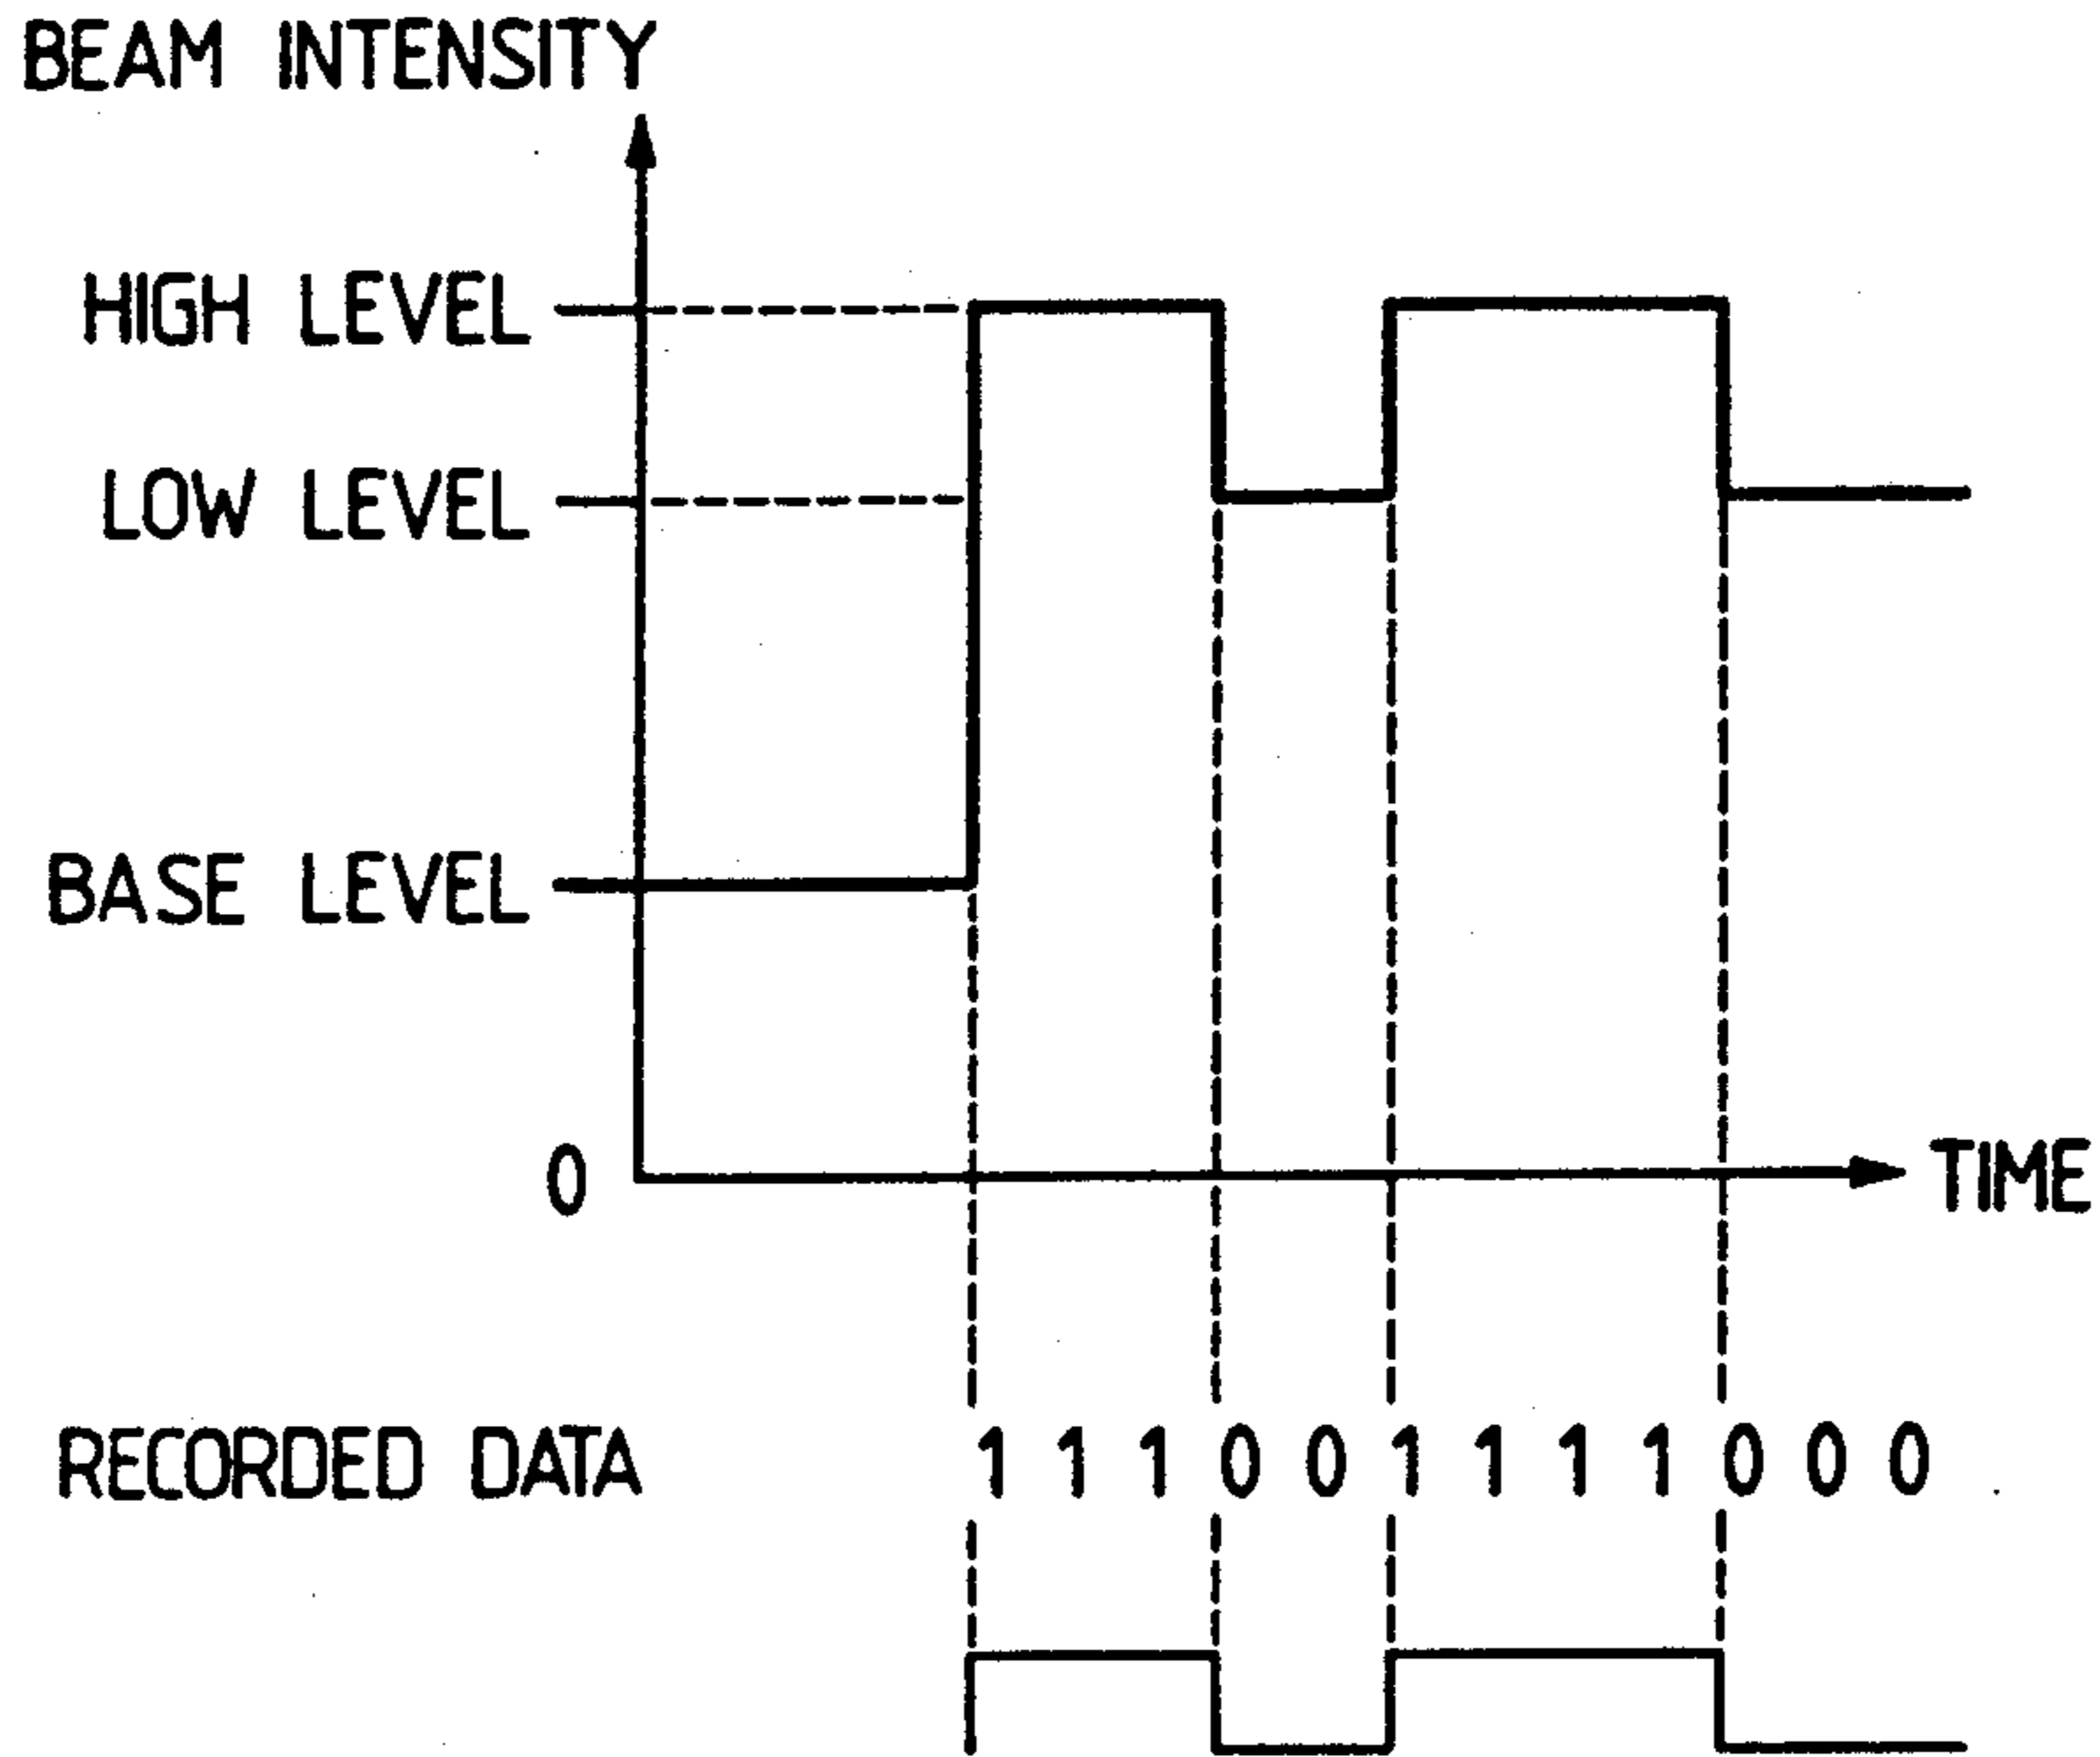 BEAM INTENSITY
HIGH LEVEL
LOW LEVEL
BASE LEVEL
0
TIME
RECORDED DATA 1 1 1 0 0 1 1 1 1 0 0 0